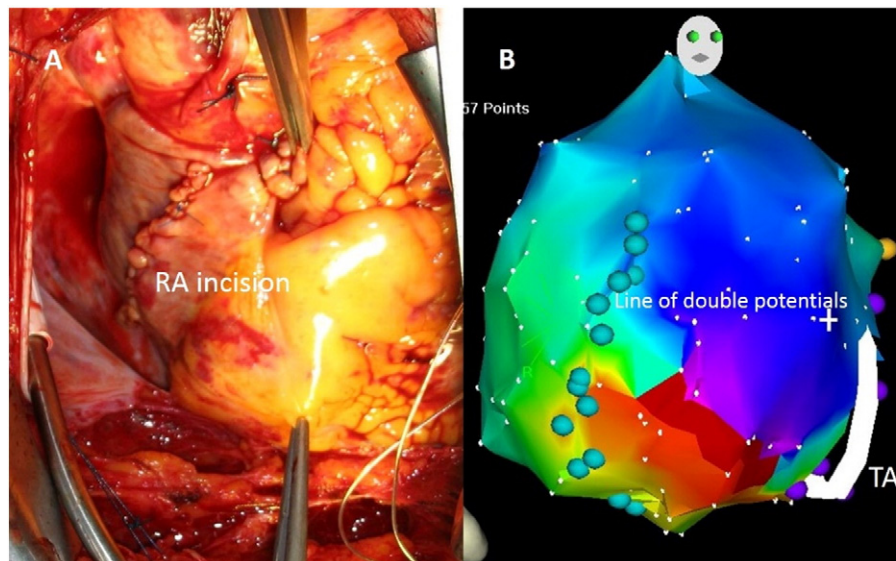 A
B
57 Points
RA incision
Line of double potentials
R
TA